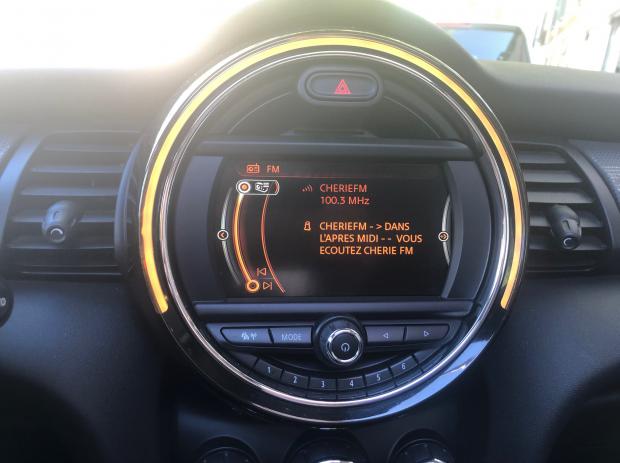 FM
CHERIEFM
100.3 MHz
CHERIEFM - > DANS
L'APRES MIDI - - VOUS
ECOUTEZ CHERIE FM
MODE
1 2 3 4 5 6